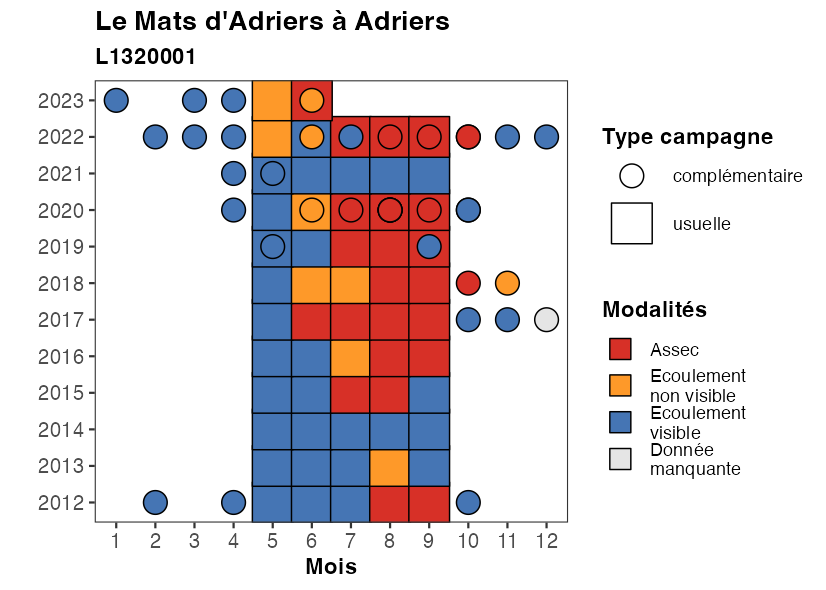 Le Mats d'Adriers à Adriers
L1320001
2023
2022
2021
2020
2019
2018
2017
2016
2015
2014
2013
2012
1 2 3 4 5 6 7 8 9 10 11 12
Mois
Type campagne
complémentaire
usuelle
Modalités
Assec
Ecoulement
non visible
Ecoulement
visible
Donnée
manquante